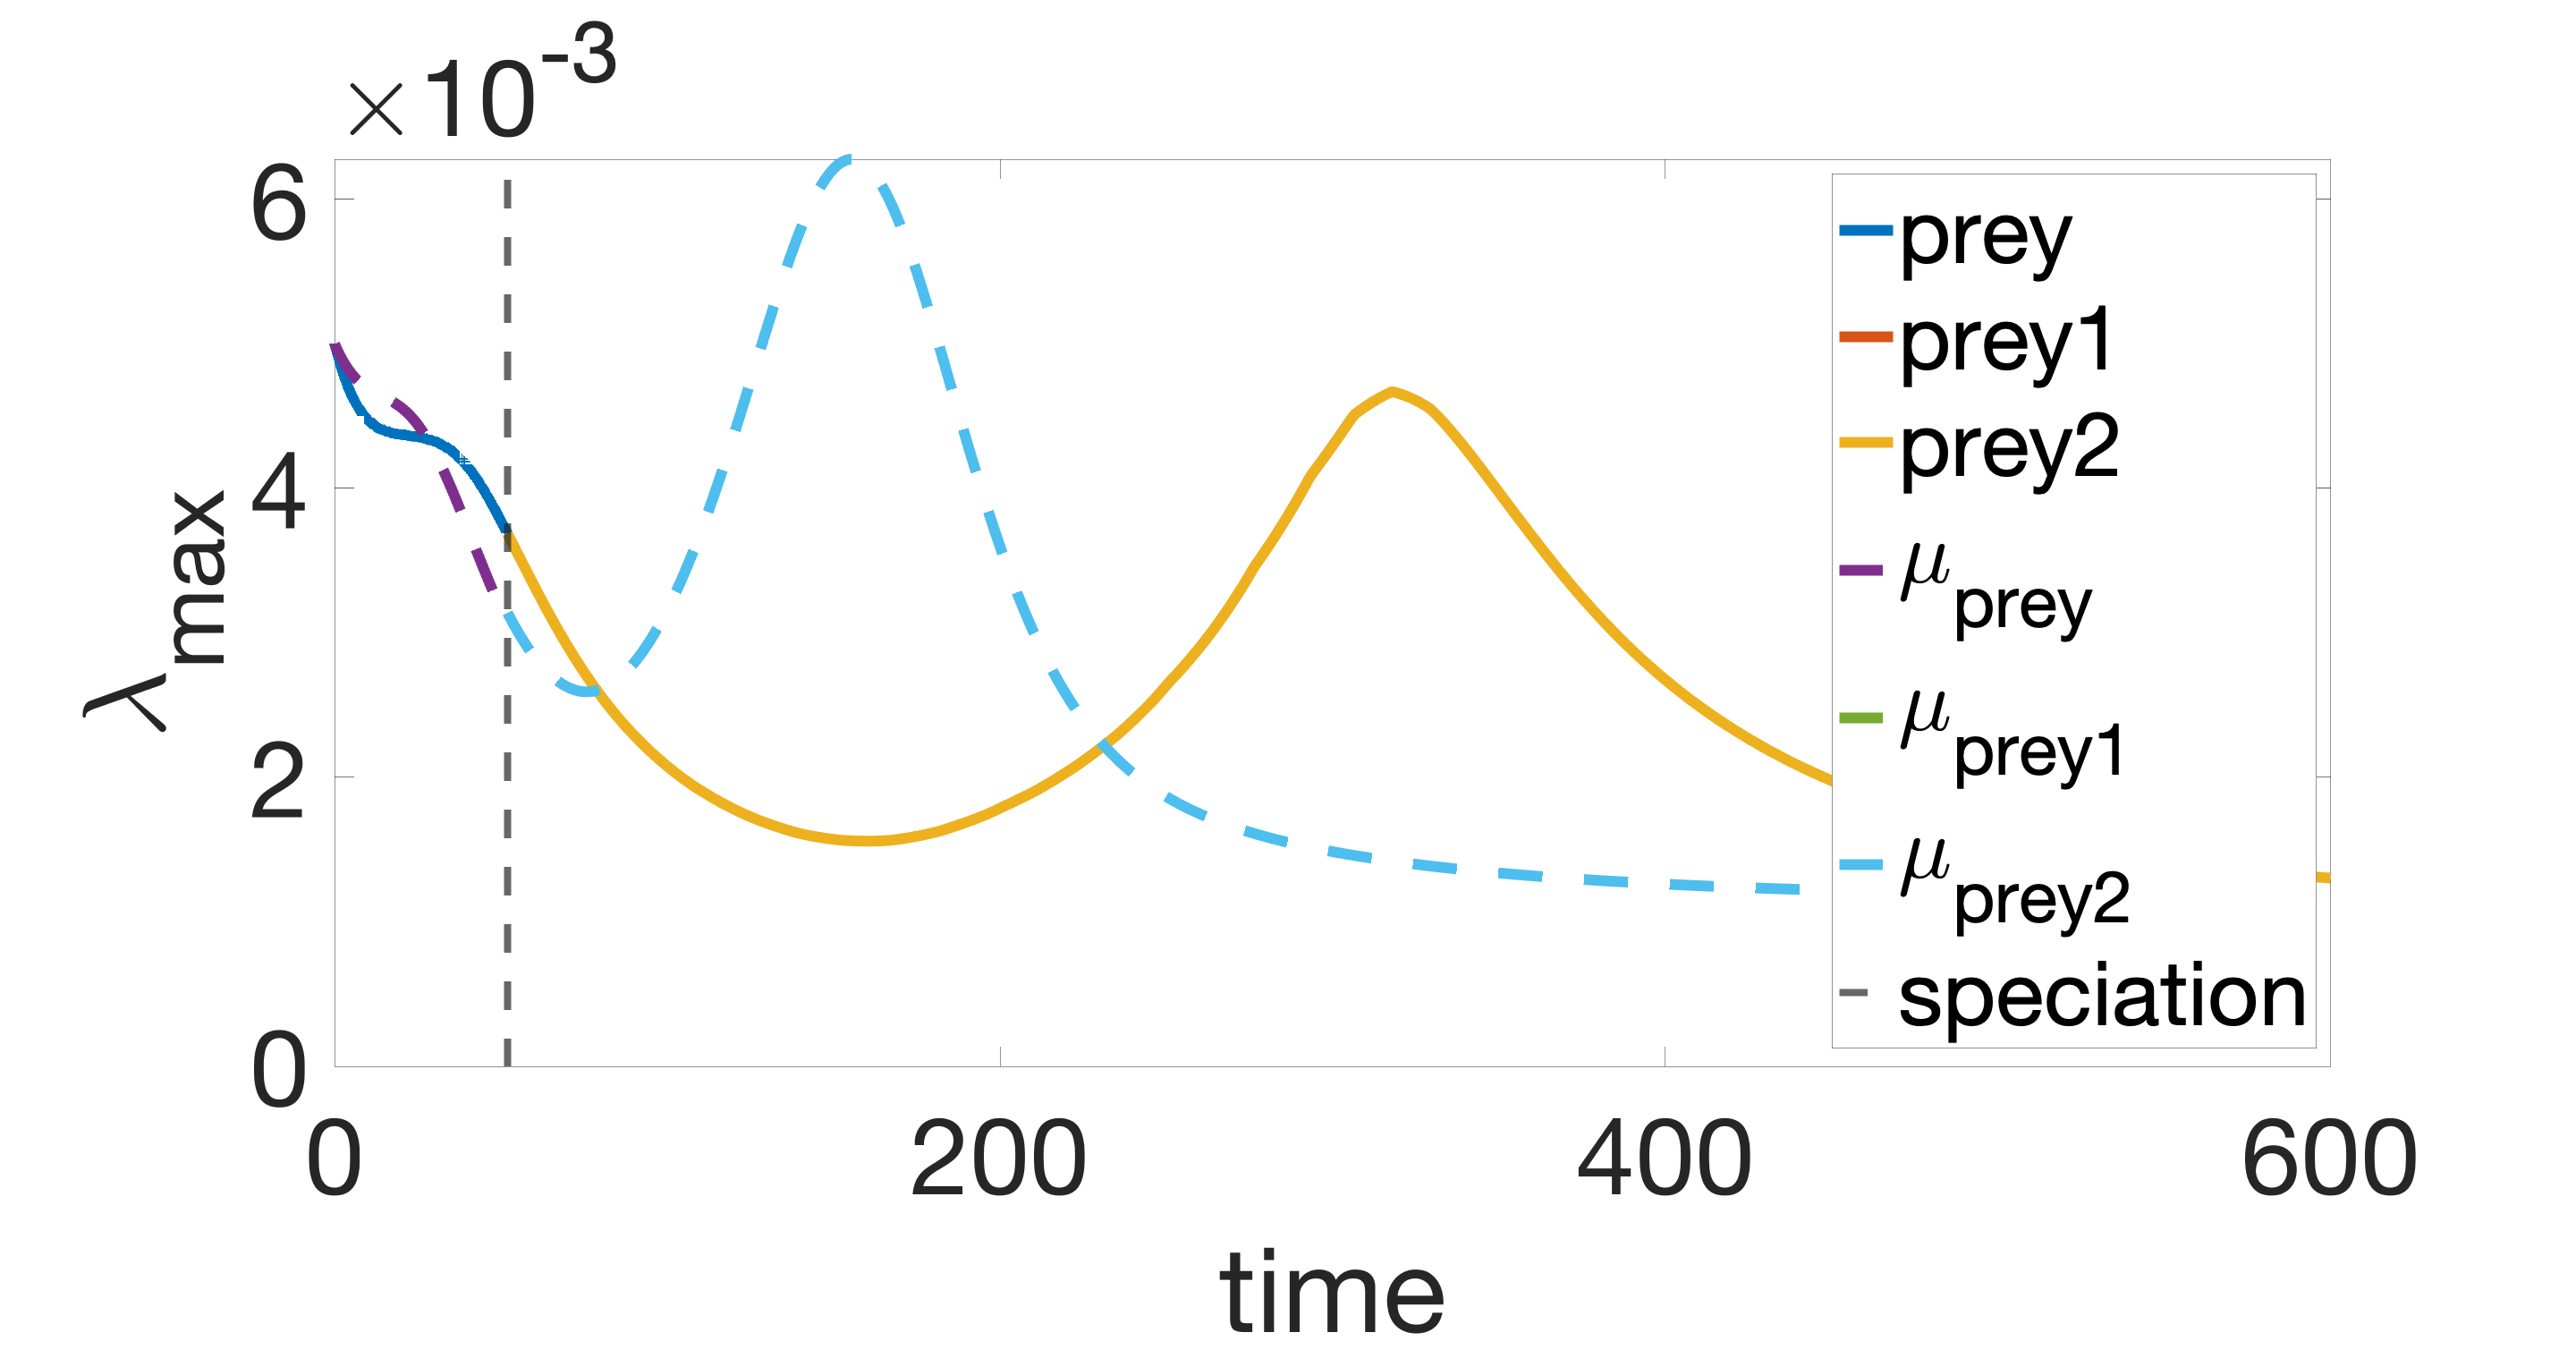 ×10-3
6
4
2
0
λmax
0 200 400 600
time
prey
prey1
prey2
μprey
μprey1
μprey2
speciation